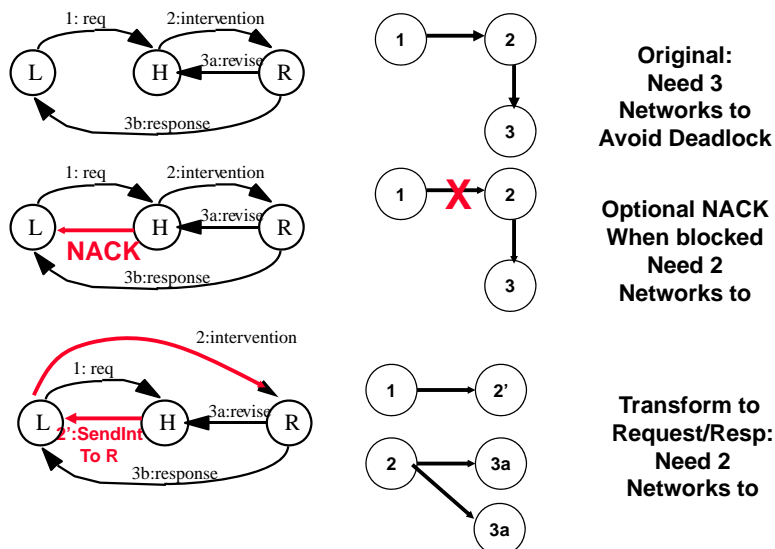 1: req
2:intervention
L
H
3a:revise
R
3b:response
1
2
3
Original:
Need 3
Networks to
Avoid Deadlock
1: req
2:intervention
L
H
3a:revise
R
NACK
3b:response
1
X
2
3
Optional NACK
When blocked
Need 2
Networks to
2:intervention
1: req
L
H
3a:revise
R
2':SendInt
To R
3b:response
1
2'
2
3a
3a
Transform to
Request/Resp:
Need 2
Networks to